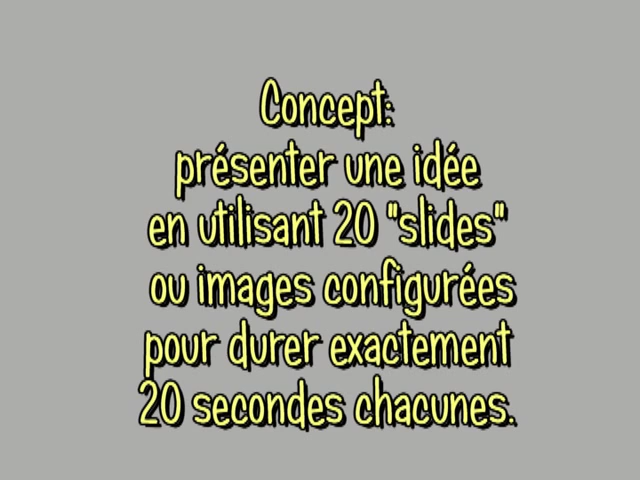 Concept:
présenter une idée
en utilisant 20 "slides"
ou images configurées
pour durer exactement
20 secondes chacunes.